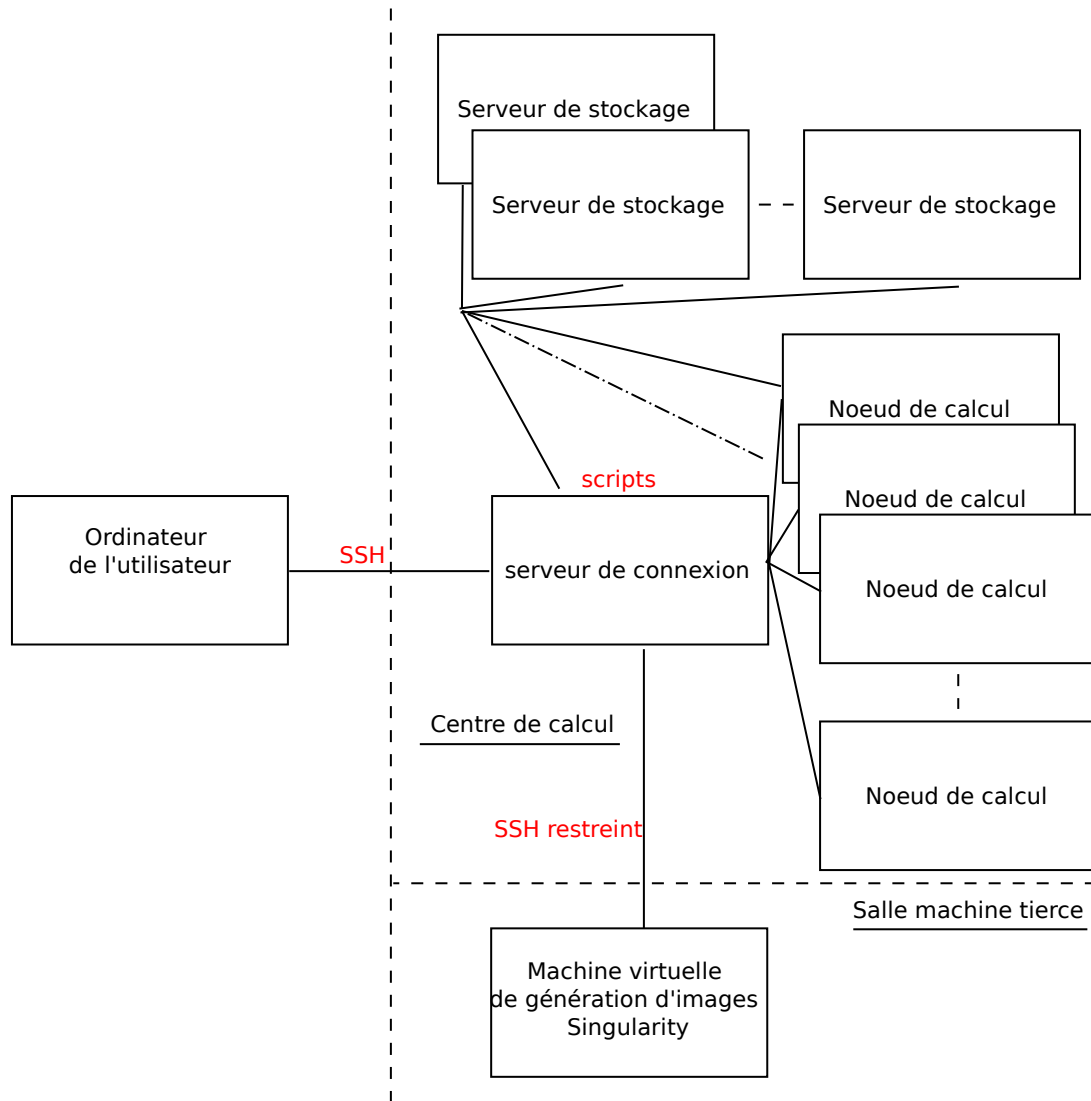 Serveur de stockage
Serveur de stockage
Serveur de stockage
Noeud de calcul
scripts
Noeud de calcul
Ordinateur
de l'utilisateur
SSH
serveur de connexion
Noeud de calcul
Centre de calcul
Noeud de calcul
SSH restreint
Salle machine tierce
Machine virtuelle
de génération d'images
Singularity